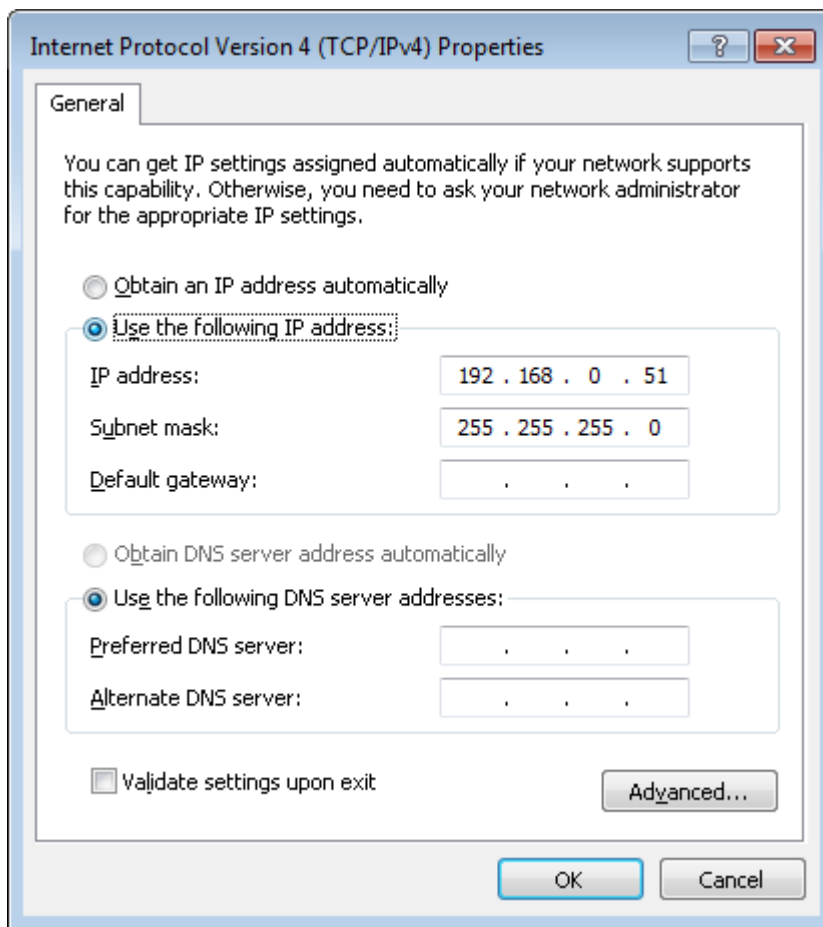 Internet Protocol Version 4 (TCP/IPv4) Properties
General
You can get IP settings assigned automatically if your network supports
this capability. Otherwise, you need to ask your network administrator
for the appropriate IP settings.
Obtain an IP address automatically
Use the following IP address:
IP address: 192 . 168 . 0 . 51
Subnet mask: 255 . 255 . 255 . 0
Default gateway: . . .
Obtain DNS server address automatically
Use the following DNS server addresses:
Preferred DNS server: . . .
Alternate DNS server: . . .
Validate settings upon exit
Advanced...
OK Cancel